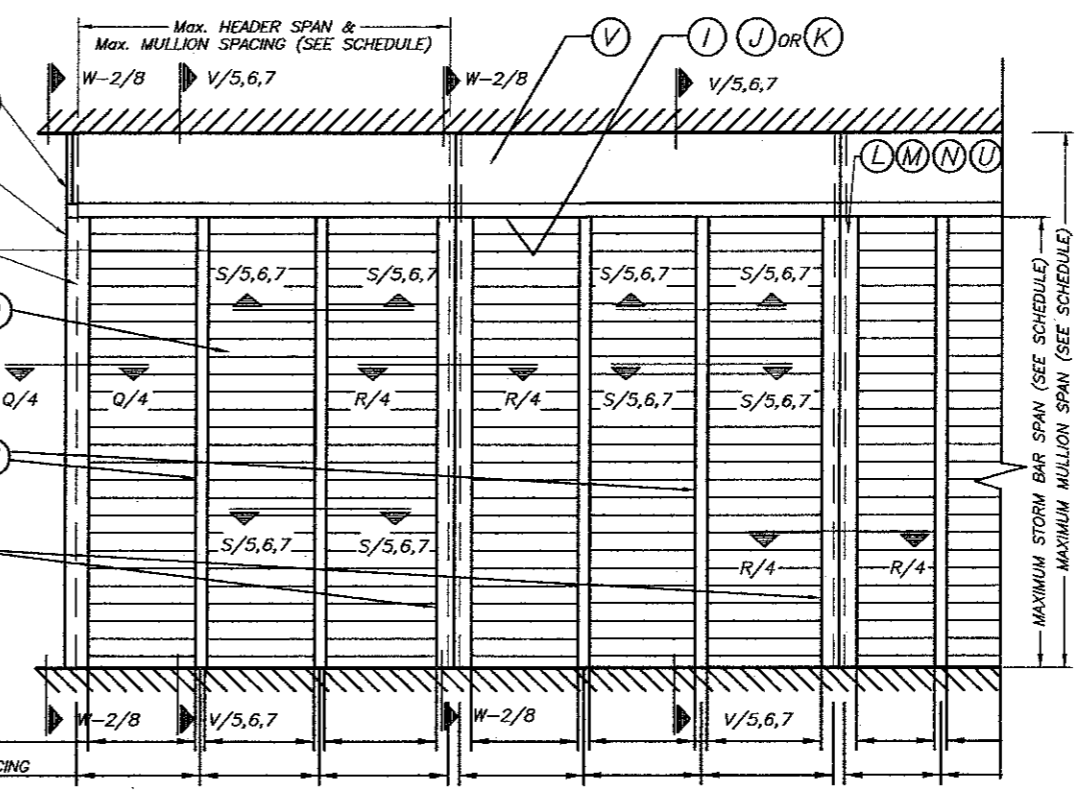 Max. HEADER SPAN &
Max. MULLION SPACING (SEE SCHEDULE)
V
I J OR K
W-2/8 V/5,6,7 W-2/8 V/5,6,7
L M N U
S/5,6,7 S/5,6,7 S/5,6,7 S/5,6,7
Q/4 Q/4 R/4 R/4 S/5,6,7 S/5,6,7
S/5,6,7 S/5,6,7 R/4 R/4
MAXIMUM STORM BAR SPAN (SEE SCHEDULE)
MAXIMUM MULLION SPAN (SEE SCHEDULE)
W-2/8 V/5,6,7 W-2/8 V/5,6,7